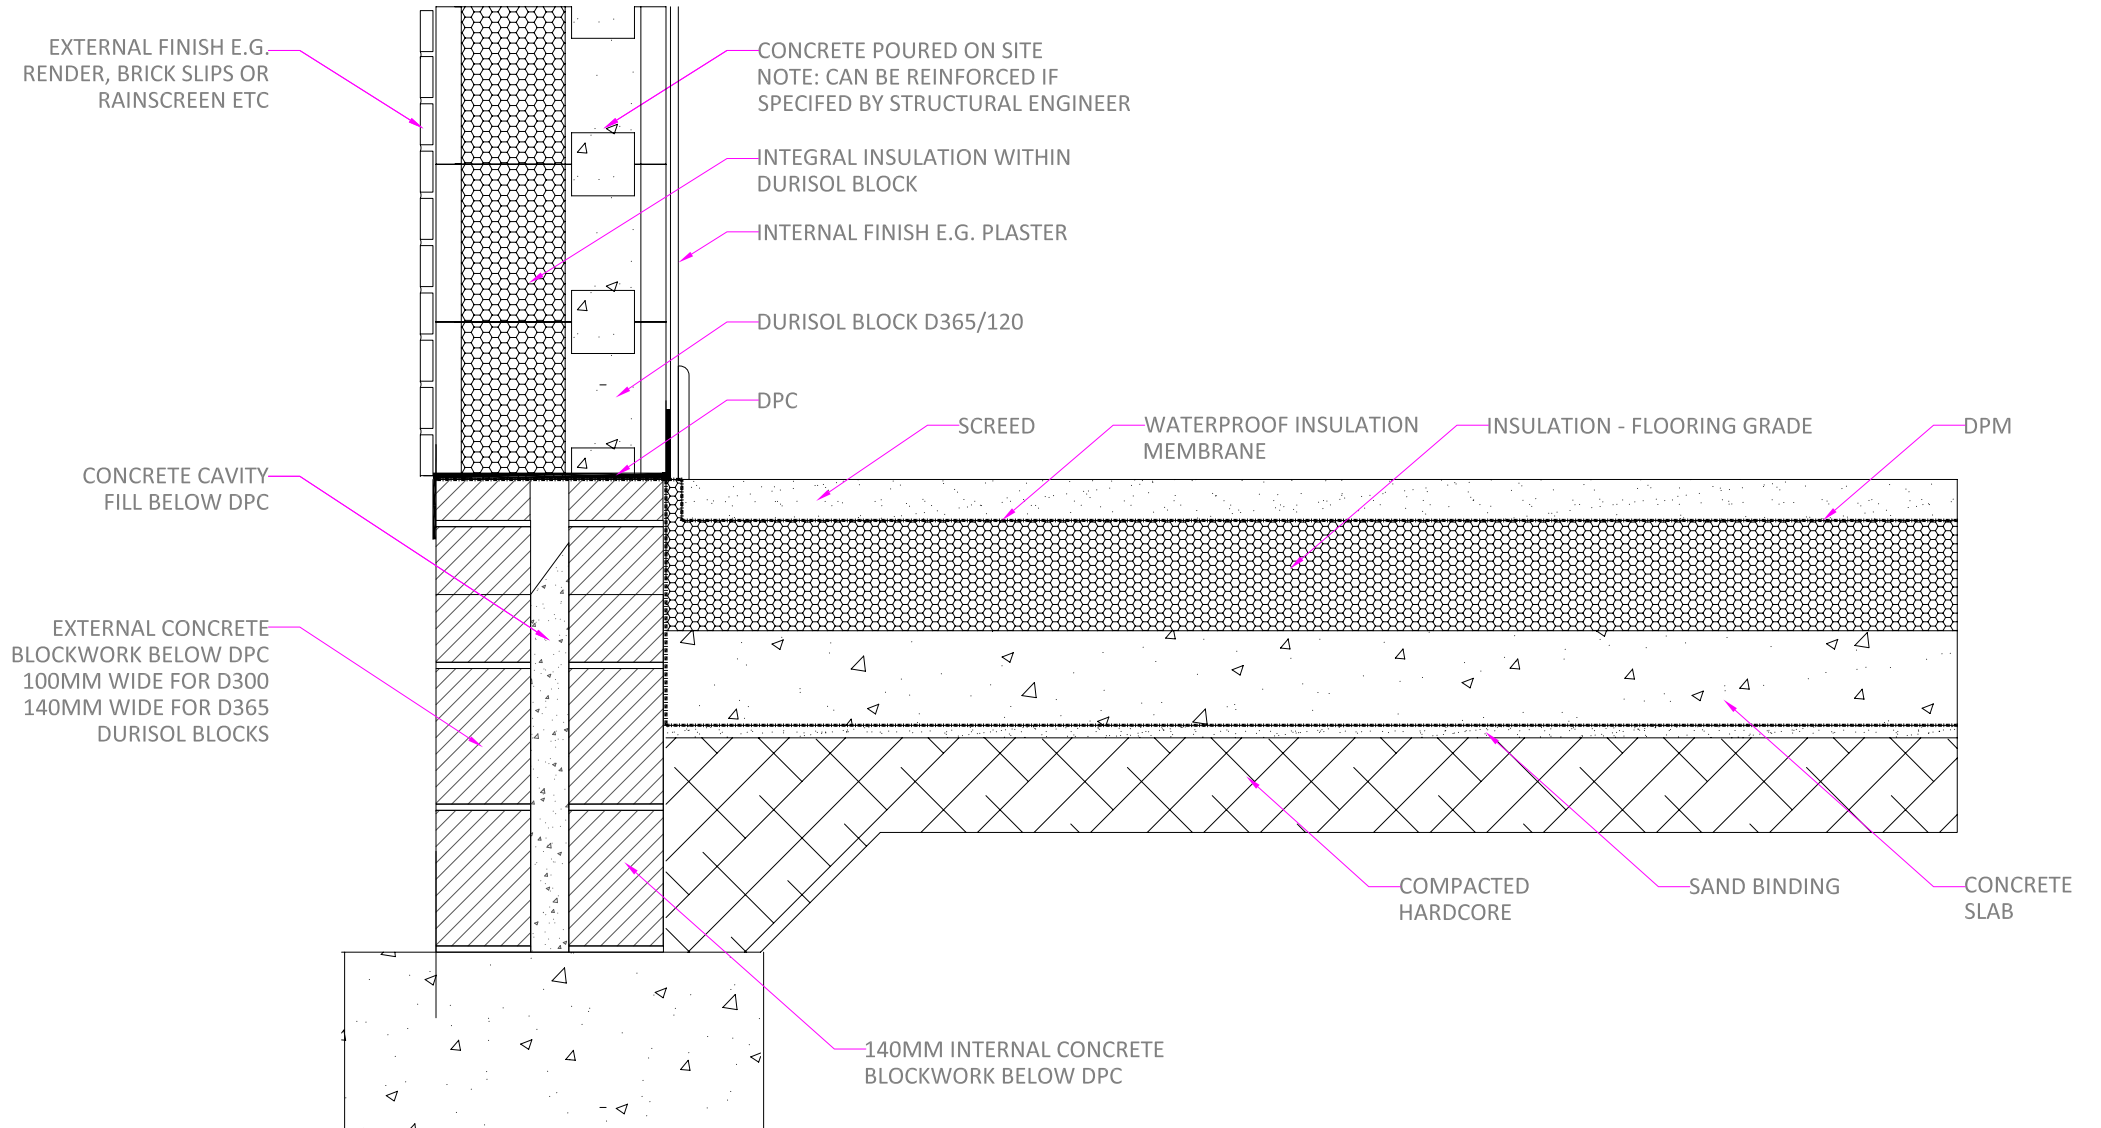 EXTERNAL FINISH E.G.
RENDER, BRICK SLIPS OR
RAINSCREEN ETC
CONCRETE POURED ON SITE
NOTE: CAN BE REINFORCED IF
SPECIFED BY STRUCTURAL ENGINEER
INTEGRAL INSULATION WITHIN
DURISOL BLOCK
INTERNAL FINISH E.G. PLASTER
DURISOL BLOCK D365/120
DPC
SCREED
WATERPROOF INSULATION
MEMBRANE
INSULATION - FLOORING GRADE
DPM
CONCRETE CAVITY
FILL BELOW DPC
EXTERNAL CONCRETE
BLOCKWORK BELOW DPC
100MM WIDE FOR D300
140MM WIDE FOR D365
DURISOL BLOCKS
COMPACTED
HARDCORE
SAND BINDING
CONCRETE
SLAB
140MM INTERNAL CONCRETE
BLOCKWORK BELOW DPC